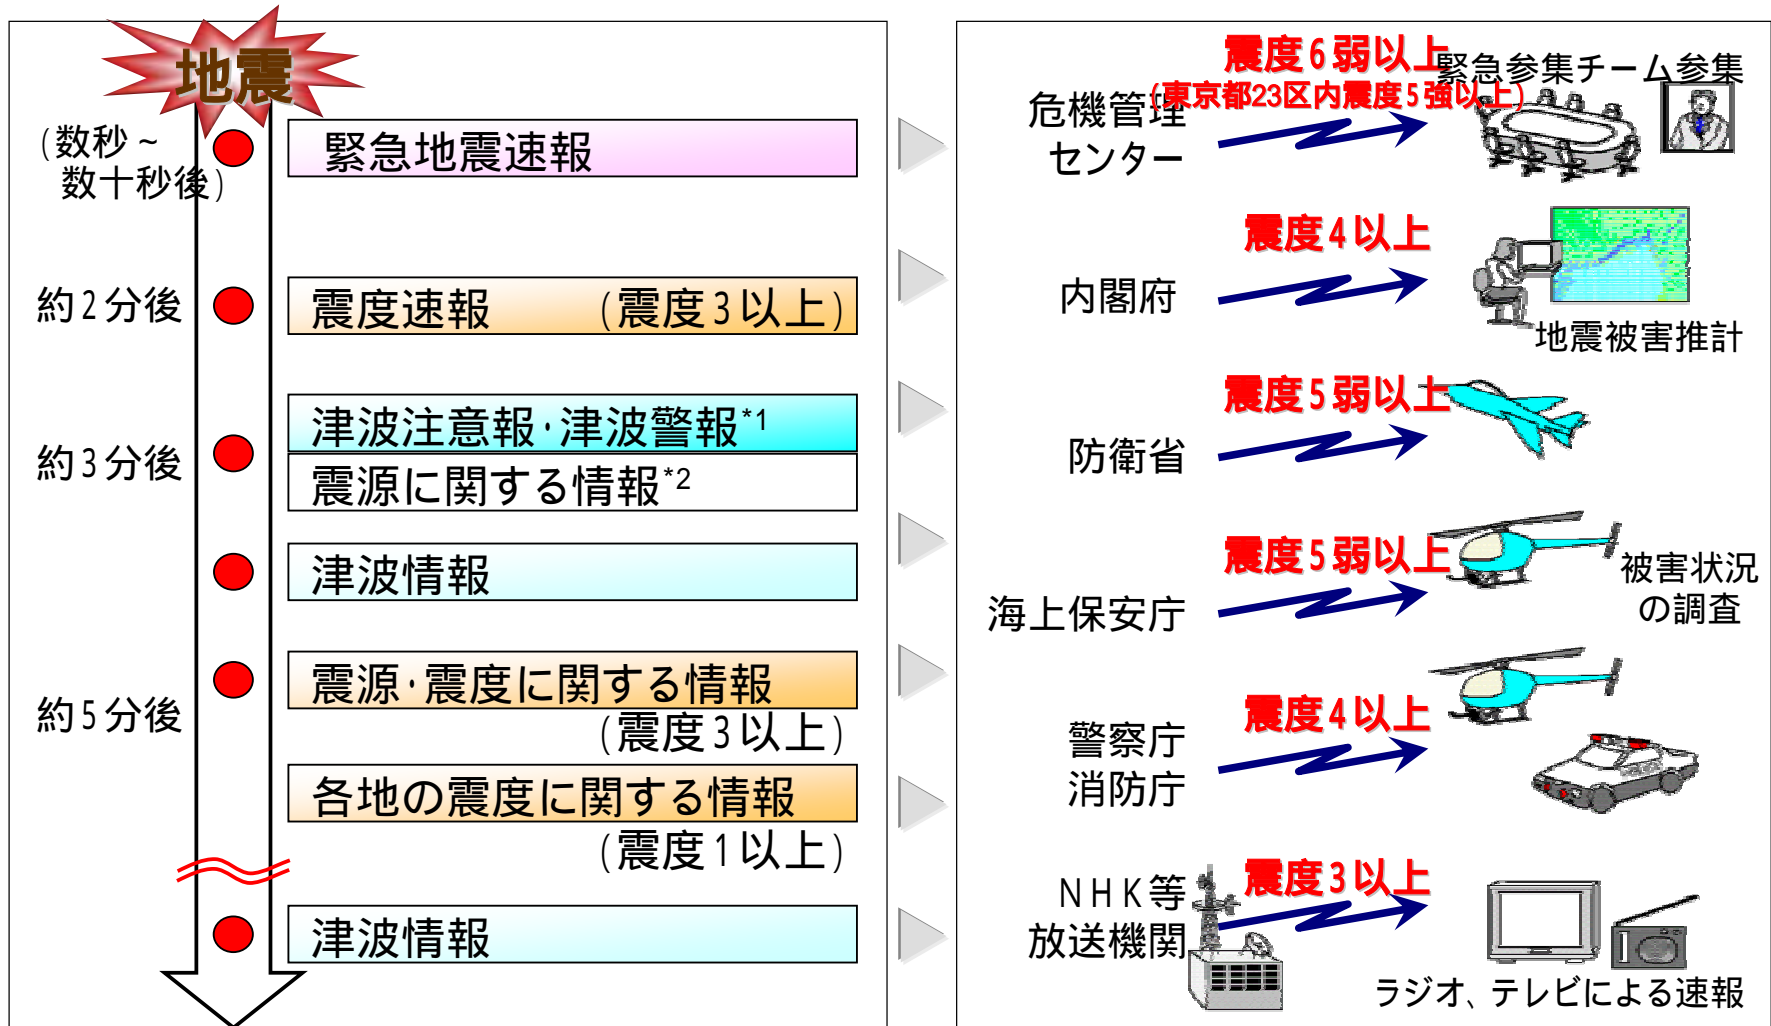 地震
(数秒~
数十秒後)
緊急地震速報
約2分後
震度速報 (震度3以上)
約3分後
津波注意報・津波警報*1
震源に関する情報*2
津波情報
約5分後
震源・震度に関する情報
(震度3以上)
各地の震度に関する情報
(震度1以上)
津波情報
危機管理
センター
震度6弱以上
(東京都23区内震度5強以上)
緊急参集チーム参集
内閣府
震度4以上
地震被害推計
防衛省
震度5弱以上
海上保安庁
震度5弱以上
被害状況
の調査
警察庁
消防庁
震度4以上
NHK等
放送機関
震度3以上
ラジオ、テレビによる速報